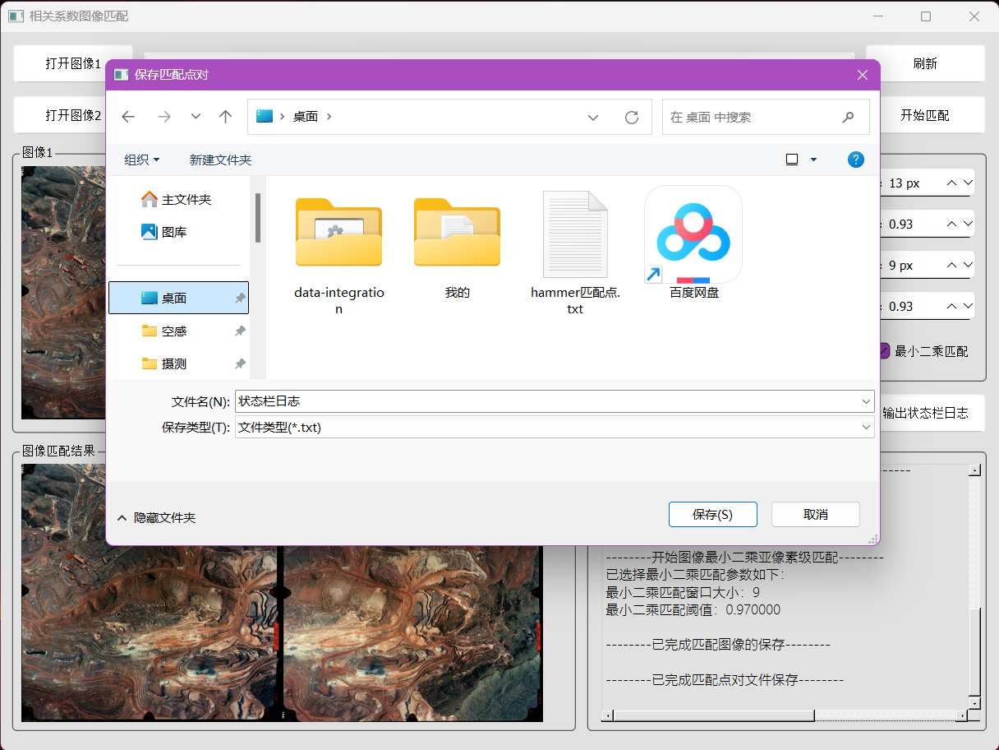 相关系数图像匹配
打开图像1
刷新
打开图像2
开始匹配
保存匹配点对
桌面
在 桌面 中搜索
组织
新建文件夹
主文件夹
图库
桌面
空感
摄测
data-integration
我的
hammer匹配点.txt
百度网盘
文件名(N):
状态栏日志
保存类型(T):
文件类型(*.txt)
隐藏文件夹
保存(S)
取消
图像1
: 13 px
: 0.93
: 9 px
: 0.93
最小二乘匹配
输出状态栏日志
图像匹配结果
-----
--------开始图像最小二乘亚像素级匹配--------
已选择最小二乘匹配参数如下:
最小二乘匹配窗口大小: 9
最小二乘匹配阈值: 0.970000
--------已完成匹配图像的保存--------
--------已完成匹配点对文件保存--------